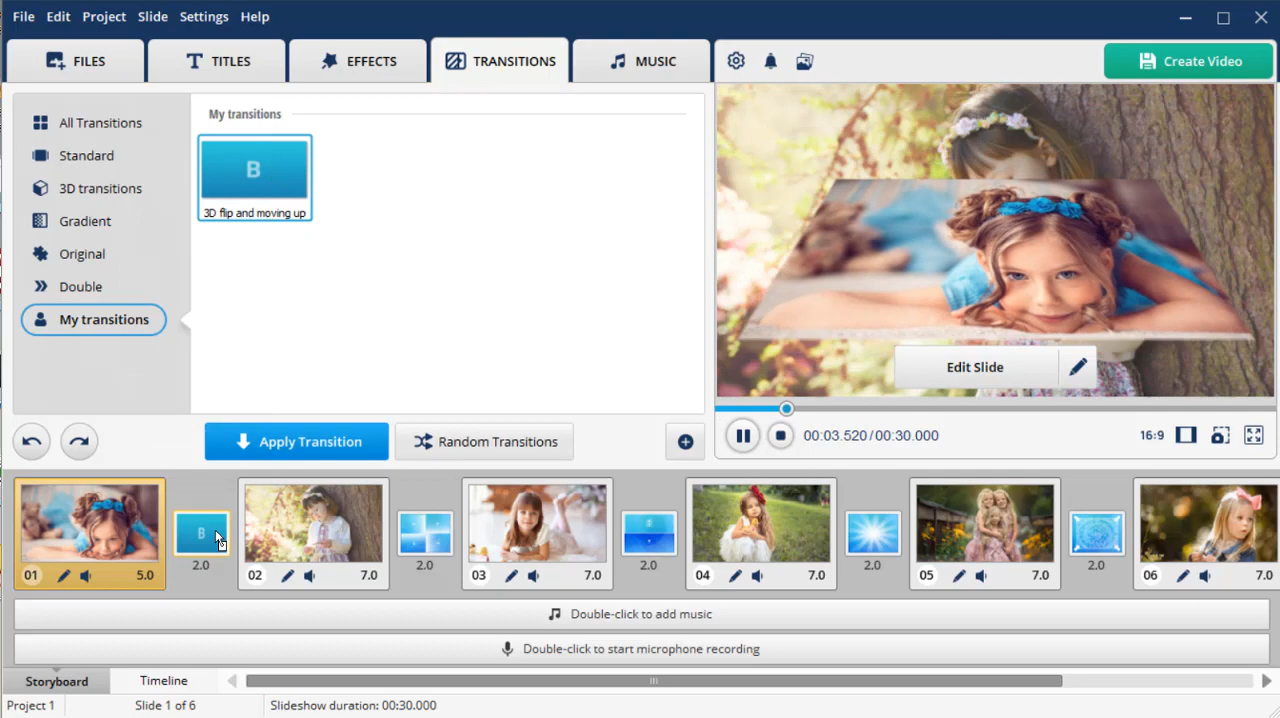 File Edit Project Slide Settings Help
FILES TITLES EFFECTS TRANSITIONS MUSIC Create Video
All Transitions
Standard
3D transitions
Gradient
Original
Double
My transitions
My transitions
B
3D flip and moving up
Edit Slide
Apply Transition Random Transitions
00:03.520 / 00:30.000 16:9
B
01 5.0 2.0 02 7.0 2.0 03 7.0 2.0 04 7.0 2.0 05 7.0 2.0 06 7.0
Double-click to add music
Double-click to start microphone recording
Storyboard Timeline
Project 1 Slide 1 of 6 Slideshow duration: 00:30.000